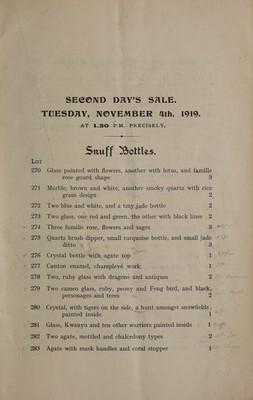 SECOND DAY'S SALE.
TUESDAY, NOVEMBER 4th, 1919.
AT 1.30 P.M. PRECISELY.
Snuff Bottles.
LOT
270 Glass painted with flowers, another with lotus, and famille
rose gourd shape 3
271 Marble, brown and white, another smoky quartz with rice
grain design 2
272 Two blue and white, and a tiny jade bottle 2
273 Two glass, one red and green, the other with black lines 2
274 Three famille rose, flowers and sages 3
275 Quartz brush dipper, small turquoise bottle, and small jade
ditto 3
276 Crystal bottle with agate top 1
277 Canton enamel, champlevé work 1
278 Two, ruby glass with dragons and antiques 2
279 Two cameo glass, ruby, peony and Feng bird, and black,
personages and trees 2
280 Crystal, with tigers on the side, a hunt amongst snowfields,
painted inside 1
281 Glass, Kwanyu and ten other warriors painted inside 1
282 Two agate, mottled and chalcedony types 2
283 Agate with mask handles and coral stopper 1